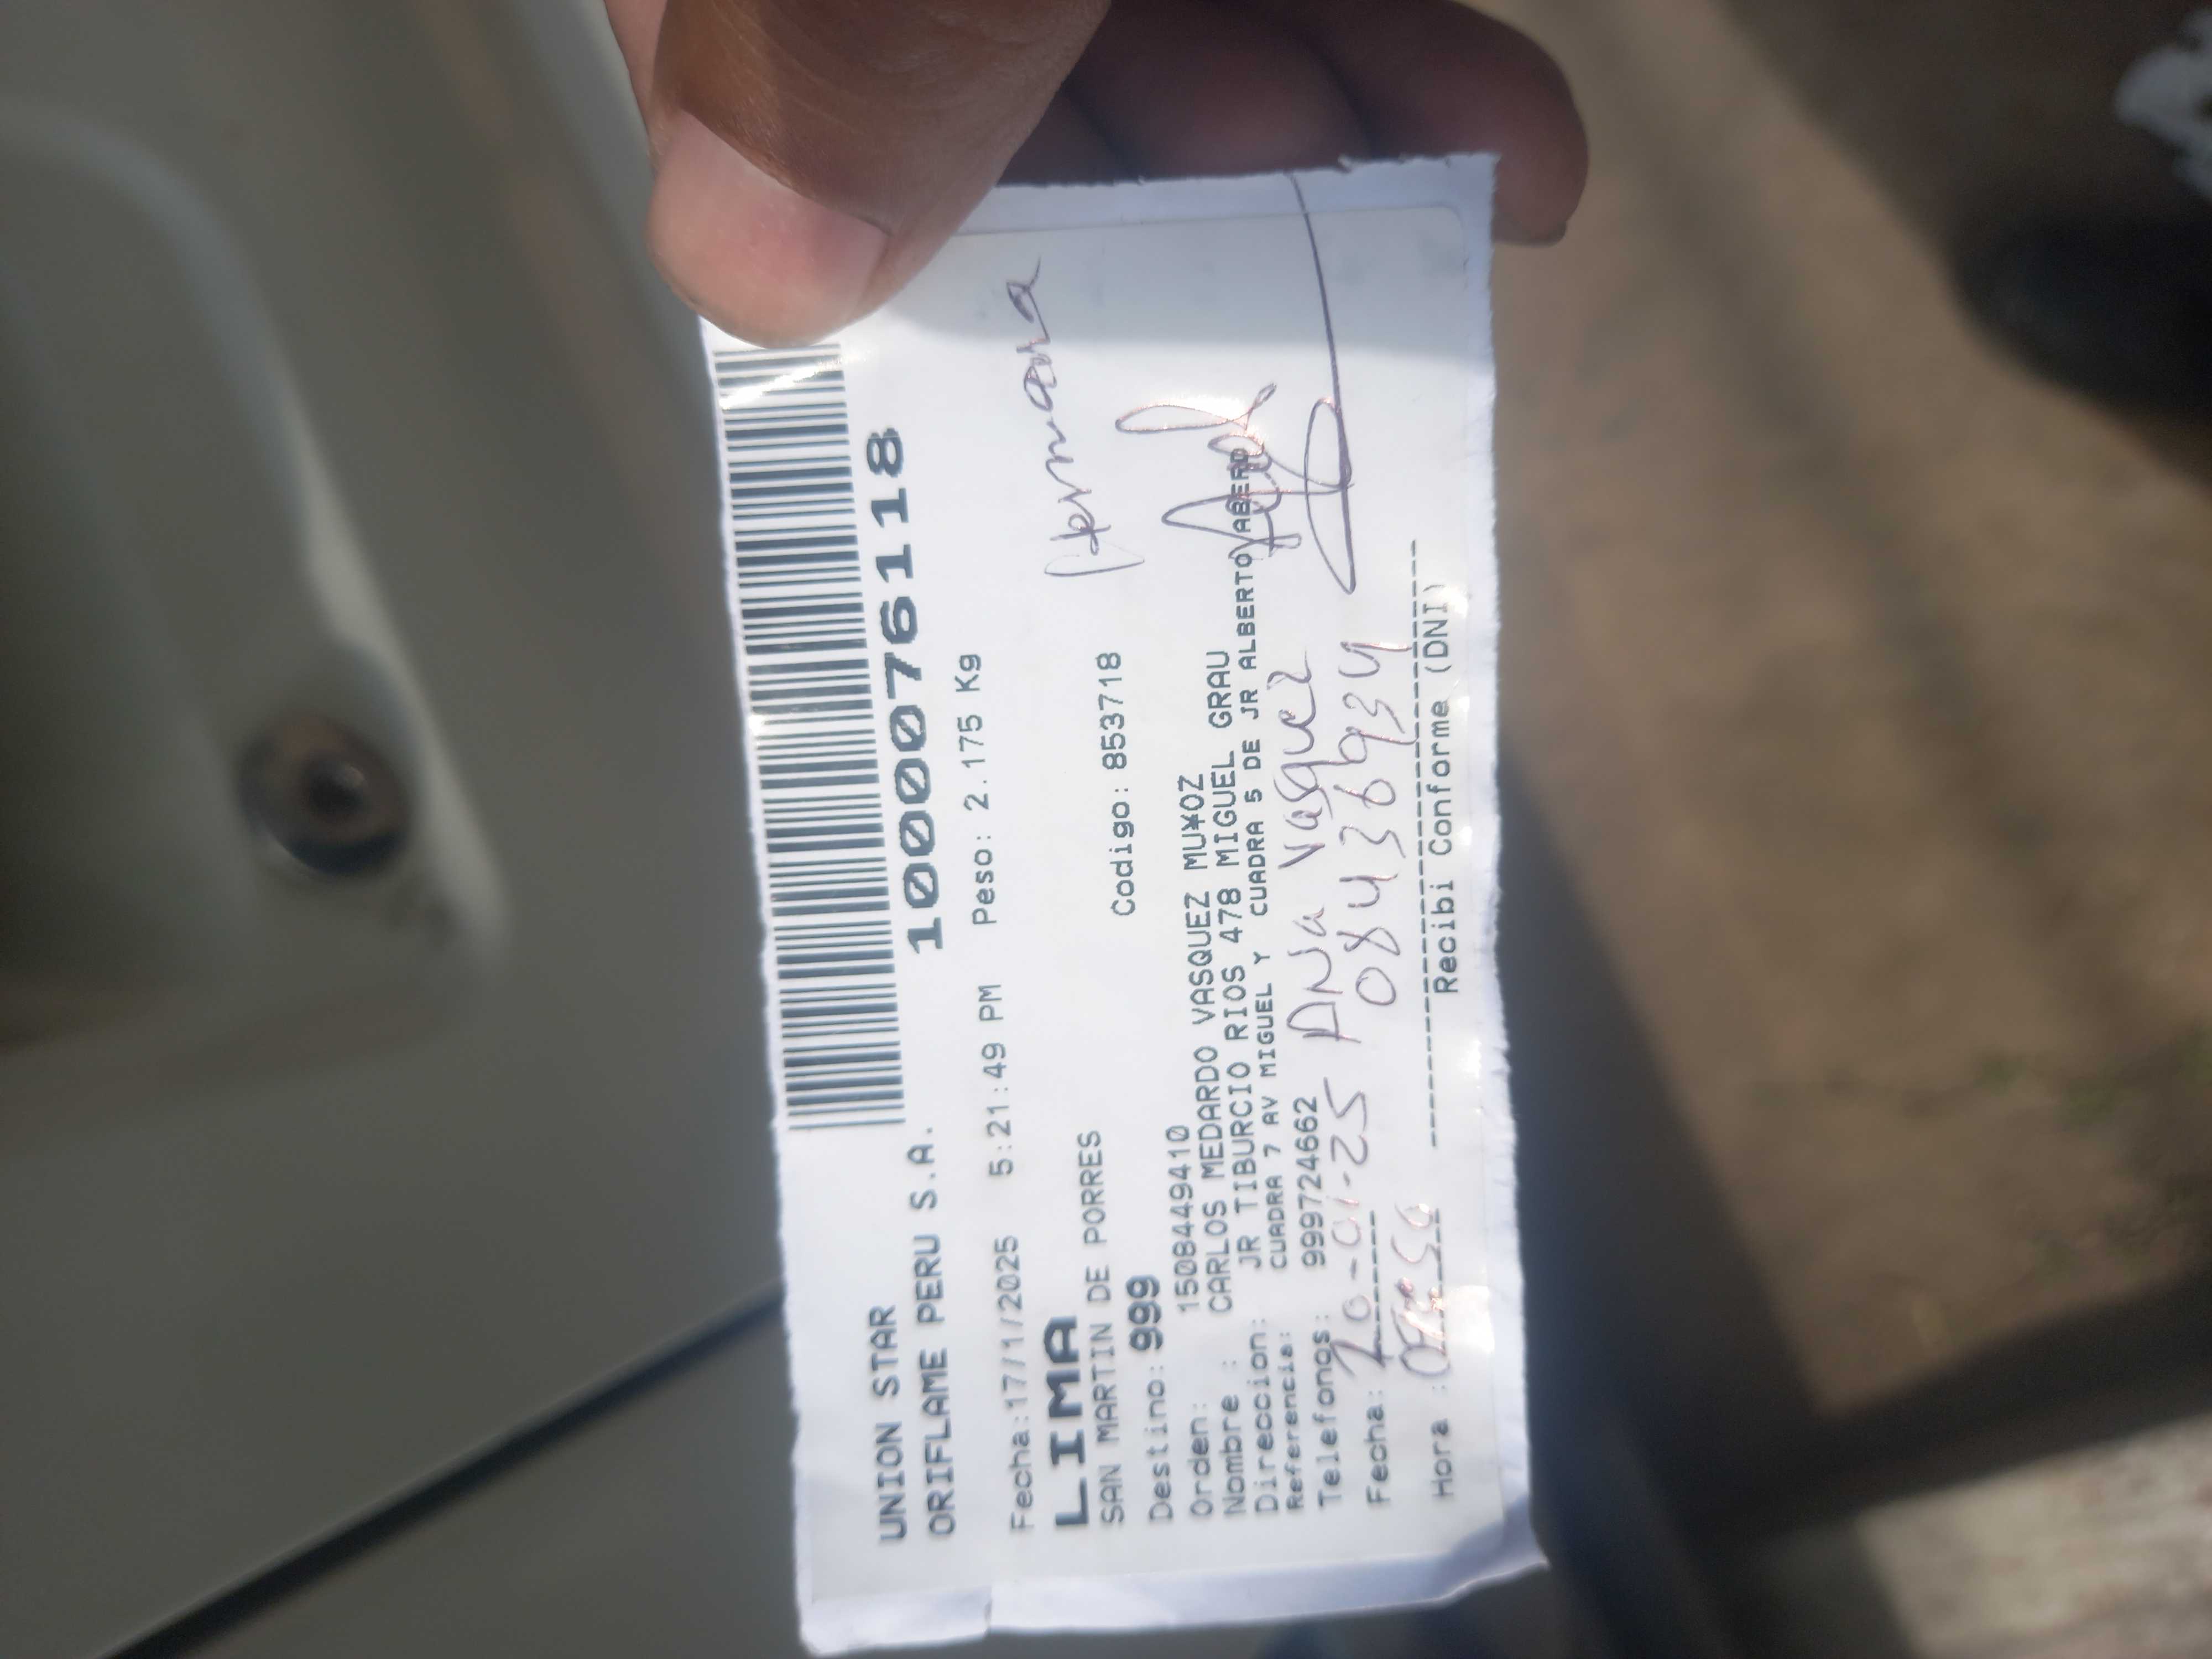 UNION STAR
ORIFLAME PERU S.A.
1000076118
Fecha:17/1/2025 5:21:49 PM Peso: 2.175 Kg
LIMA
SAN MARTIN DE PORRES
Hermana
Destino: 999 Codigo: 853718
Orden: 1508449410
Nombre : CARLOS MEDARDO VASQUEZ MU¥OZ
Direccion: JR TIBURCIO RIOS 478 MIGUEL GRAU
Referencia: CUADRA 7 AV MIGUEL Y CUADRA 5 DE JR ALBERTO ABERD
Telefonos: 999724662
Ana Vasquez
Fecha: 20-01-25
08436934
Hora :
Recibi Conforme (DNI)